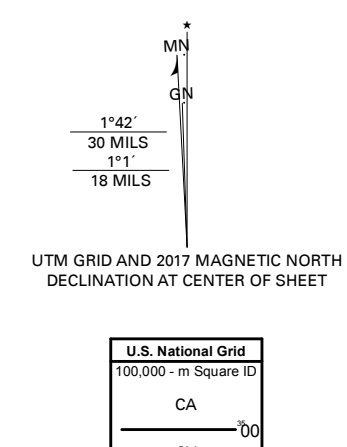 ★
MN
GN
1°42´
30 MILS
1°1´
18 MILS
UTM GRID AND 2017 MAGNETIC NORTH
DECLINATION AT CENTER OF SHEET
U.S. National Grid
100,000 - m Square ID
CA
00